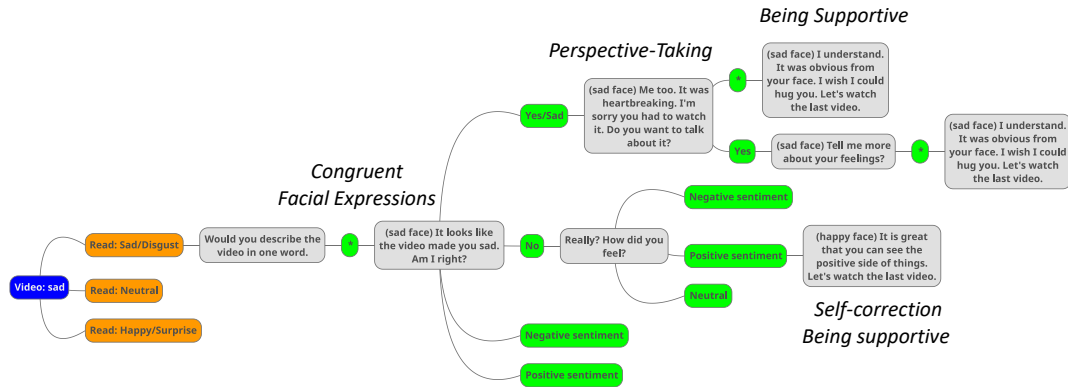 Being Supportive
Perspective-Taking
(sad face) I understand.
It was obvious from
your face. I wish I could
hug you. Let's watch
the last video.
*
(sad face) Me too. It was
heartbreaking. I'm
sorry you had to watch
it. Do you want to talk
about it?
Yes/Sad
Yes
(sad face) Tell me more
about your feelings?
*
(sad face) I understand.
It was obvious from
your face. I wish I could
hug you. Let's watch
the last video.
Congruent
Facial Expressions
Video: sad
Read: Sad/Disgust
Would you describe the
video in one word.
*
(sad face) It looks like
the video made you sad.
Am I right?
No
Really? How did you
feel?
Negative sentiment
Positive sentiment
(happy face) It is great
that you can see the
positive side of things.
Let's watch the last video.
Neutral
Self-correction
Being supportive
Read: Neutral
Read: Happy/Surprise
Negative sentiment
Positive sentiment